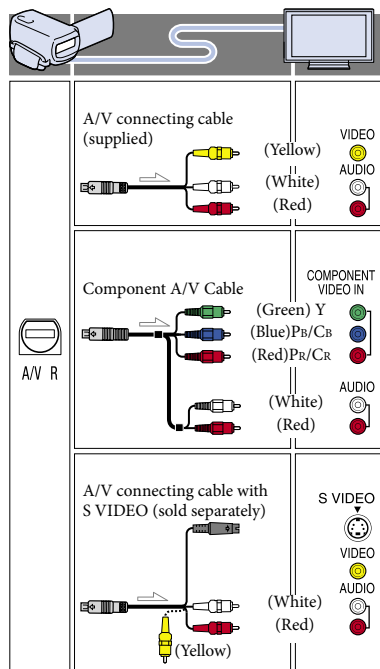 A/V R
A/V connecting cable
(supplied)
(Yellow)
(White)
(Red)
VIDEO
AUDIO
Component A/V Cable
(Green) Y
(Blue)PB/CB
(Red)PR/CR
(White)
(Red)
COMPONENT
VIDEO IN
AUDIO
A/V connecting cable with
S VIDEO (sold separately)
(Yellow)
(White)
(Red)
S VIDEO
VIDEO
AUDIO